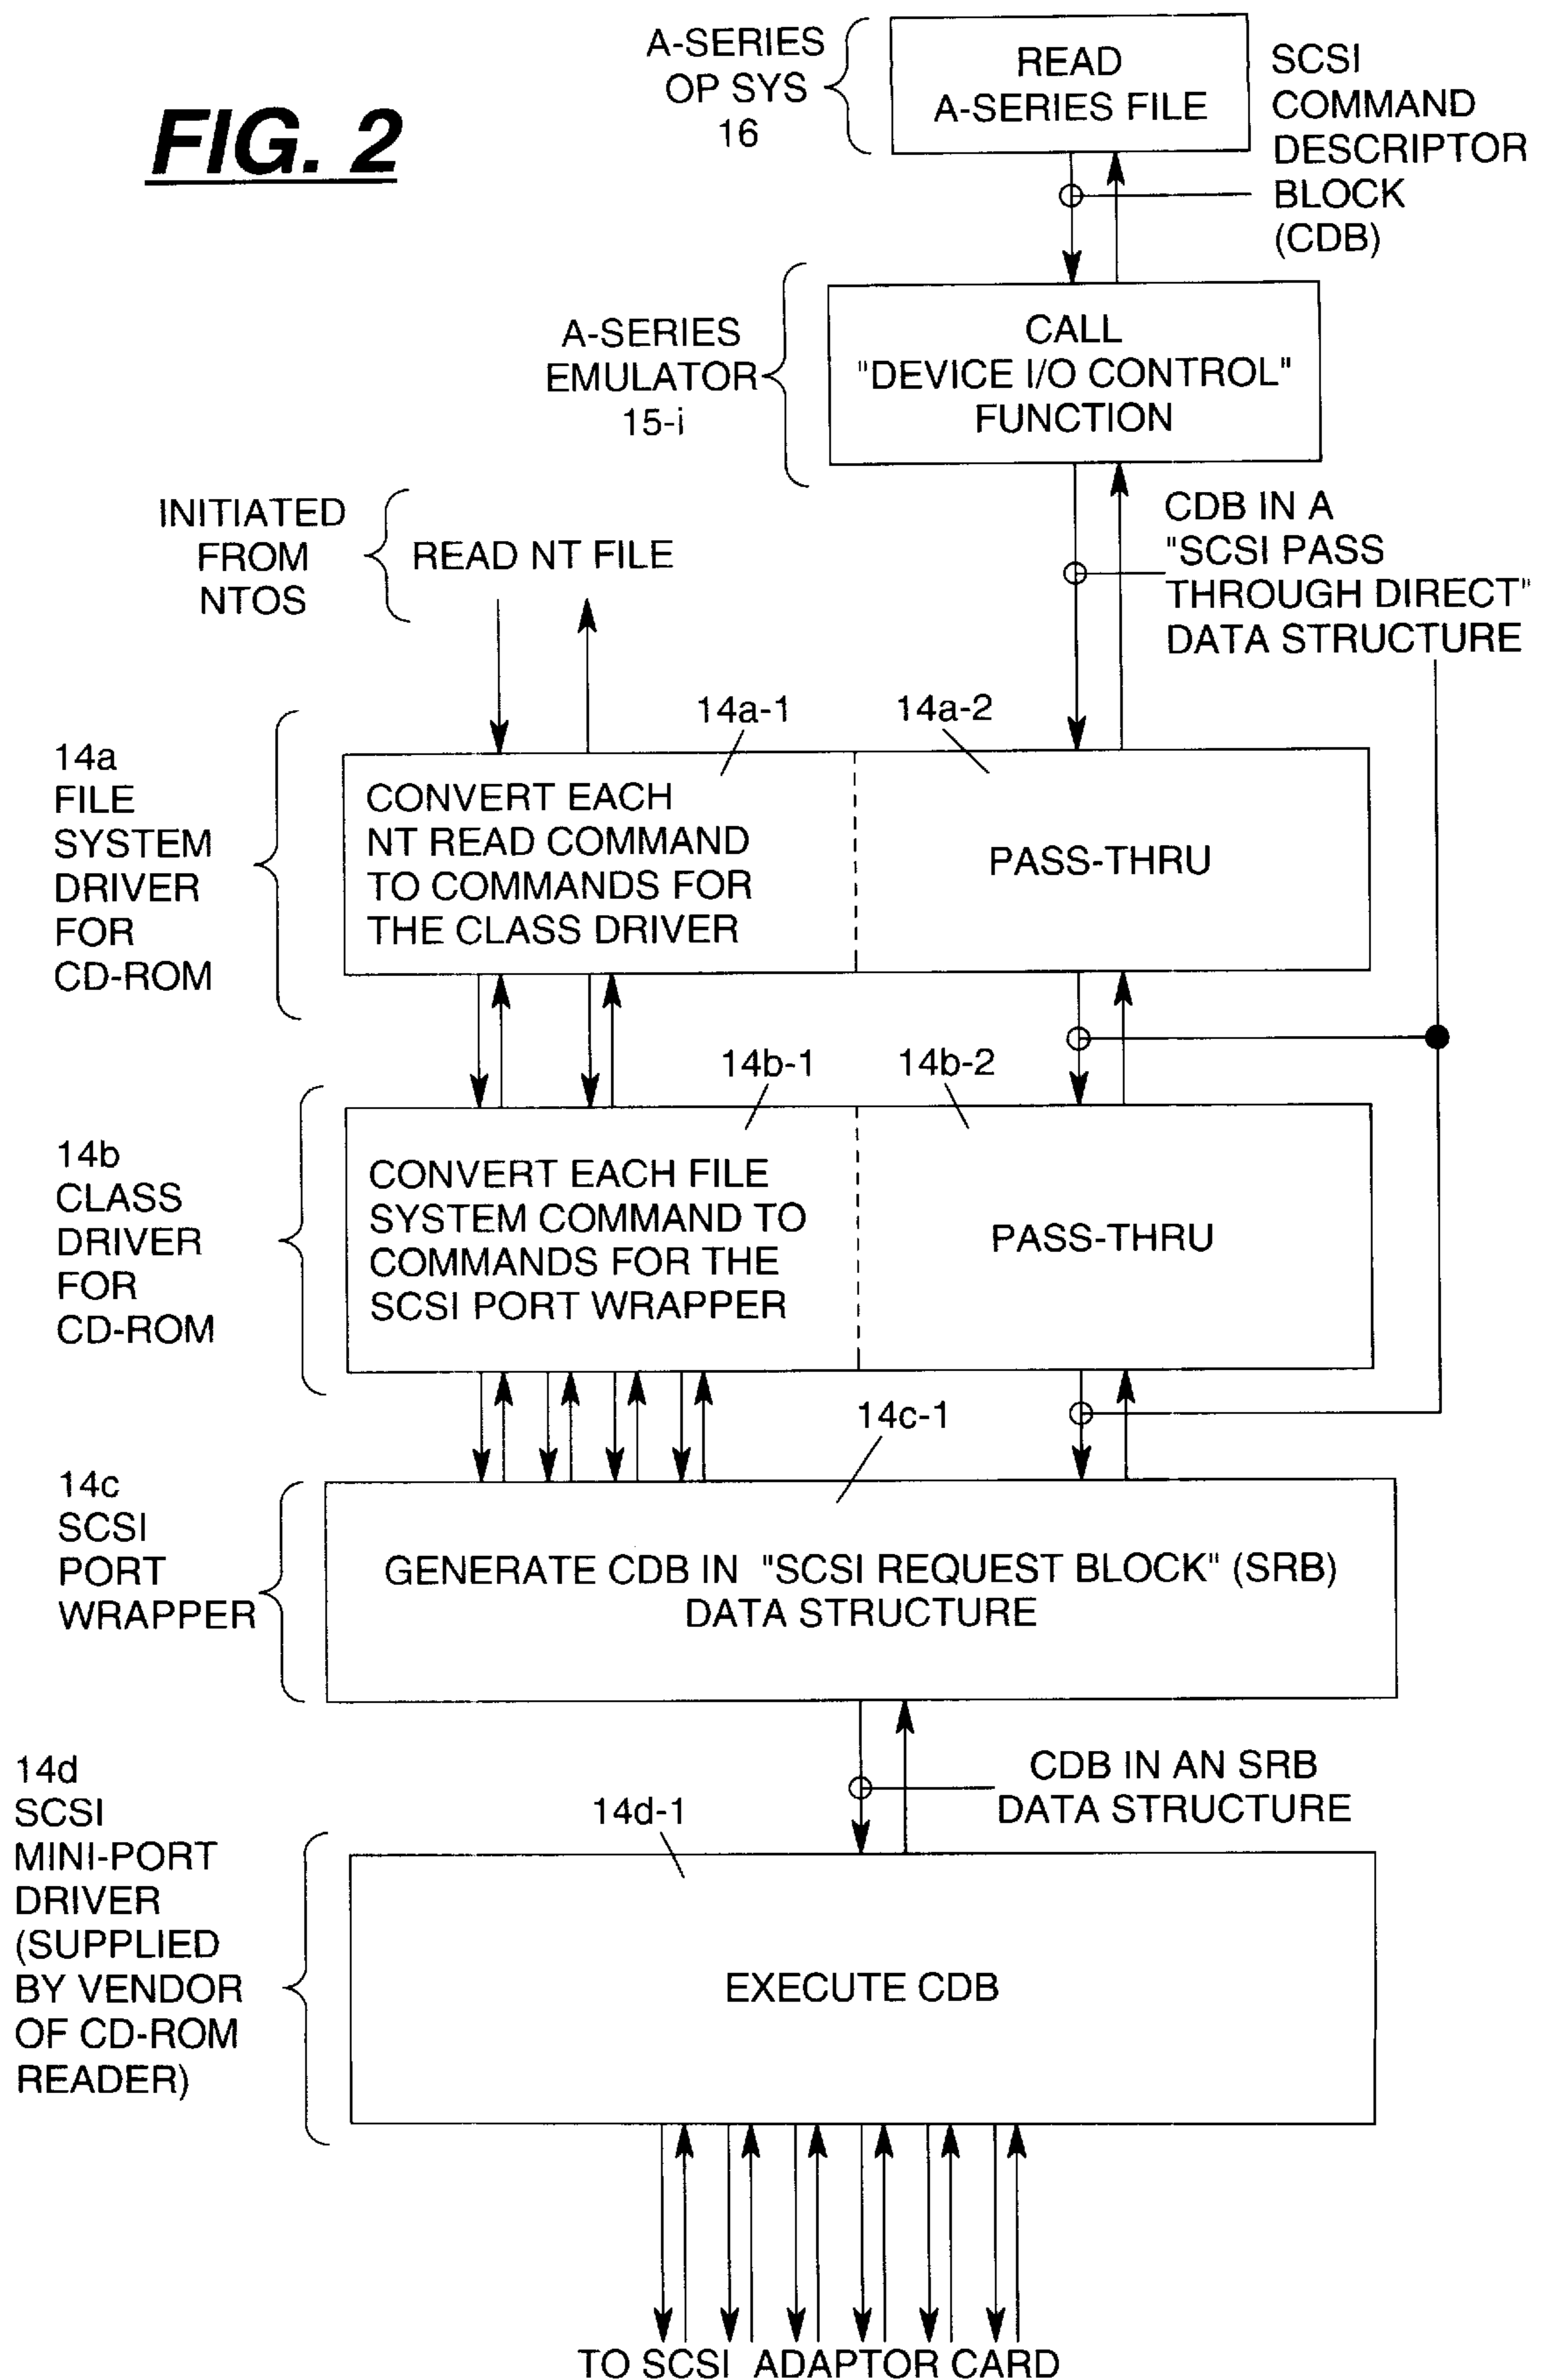 FIG. 2
A-SERIES
OP SYS
16
READ
A-SERIES FILE
SCSI
COMMAND
DESCRIPTOR
BLOCK
(CDB)
A-SERIES
EMULATOR
15-i
CALL
"DEVICE I/O CONTROL"
FUNCTION
INITIATED
FROM
NTOS
READ NT FILE
CDB IN A
"SCSI PASS
THROUGH DIRECT"
DATA STRUCTURE
14a-1
14a-2
14a
FILE
SYSTEM
DRIVER
FOR
CD-ROM
CONVERT EACH
NT READ COMMAND
TO COMMANDS FOR
THE CLASS DRIVER
PASS-THRU
14b-1
14b-2
14b
CLASS
DRIVER
FOR
CD-ROM
CONVERT EACH FILE
SYSTEM COMMAND TO
COMMANDS FOR THE
SCSI PORT WRAPPER
PASS-THRU
14c-1
14c
SCSI
PORT
WRAPPER
GENERATE CDB IN "SCSI REQUEST BLOCK" (SRB)
DATA STRUCTURE
CDB IN AN SRB
DATA STRUCTURE
14d-1
14d
SCSI
MINI-PORT
DRIVER
(SUPPLIED
BY VENDOR
OF CD-ROM
READER)
EXECUTE CDB
TO SCSI ADAPTOR CARD